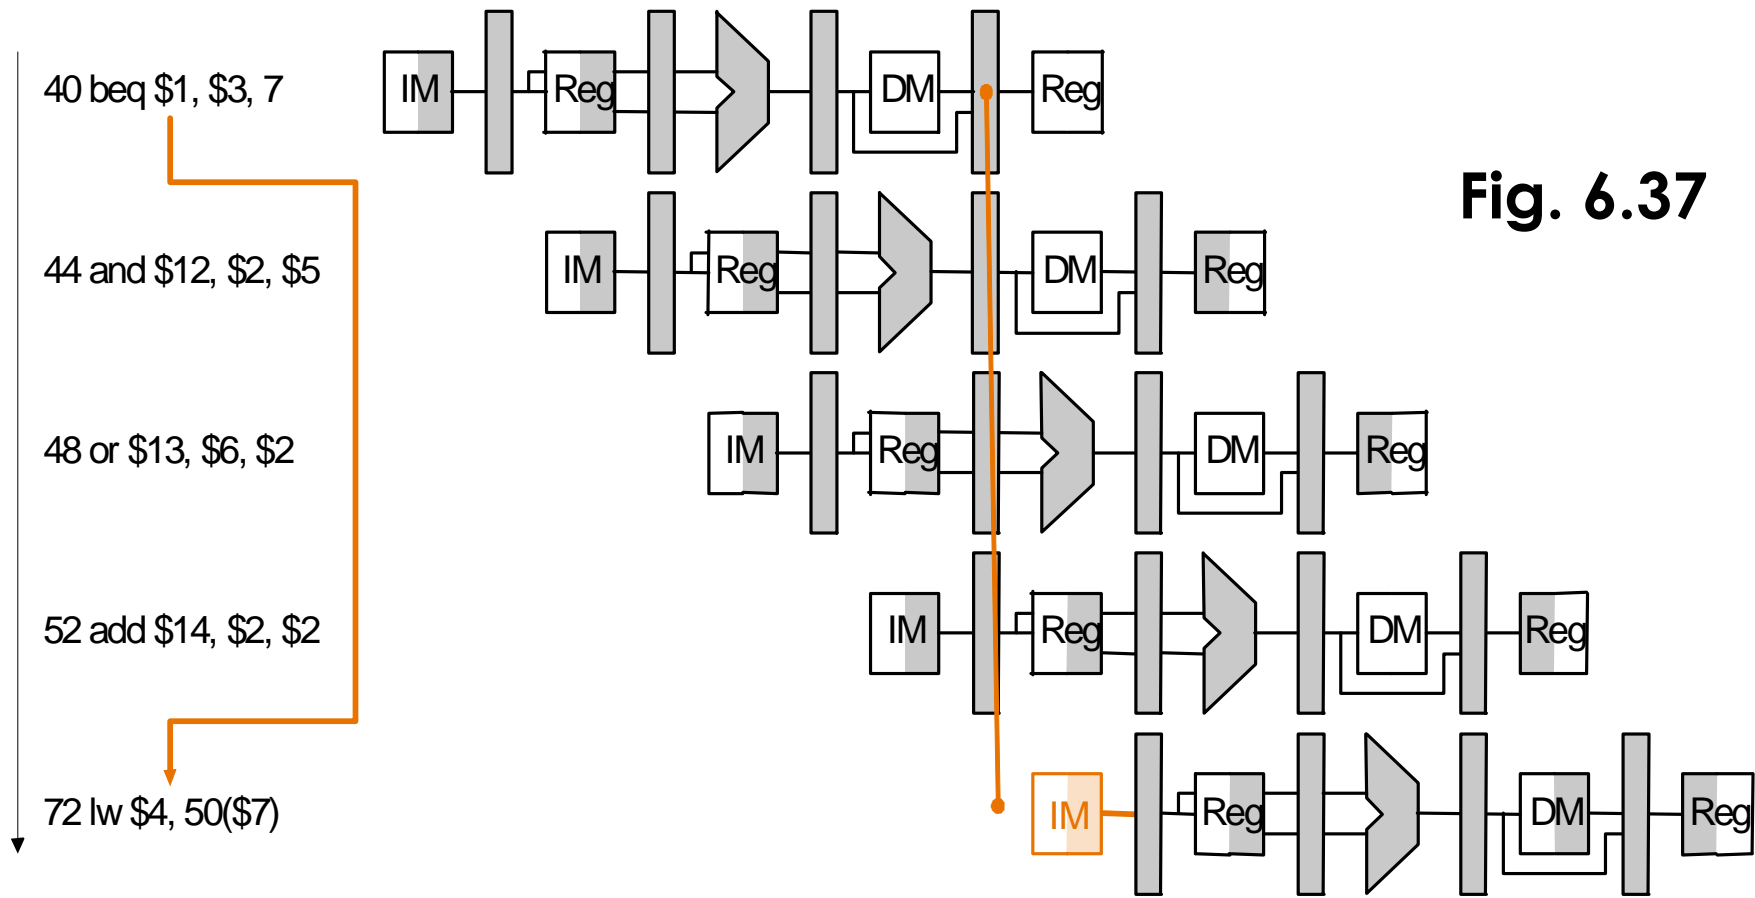 40 beq $1, $3, 7
IM Reg DM Reg
Fig. 6.37
44 and $12, $2, $5
IM Reg DM Reg
48 or $13, $6, $2
IM Reg DM Reg
52 add $14, $2, $2
IM Reg DM Reg
72 lw $4, 50($7)
IM Reg DM Reg